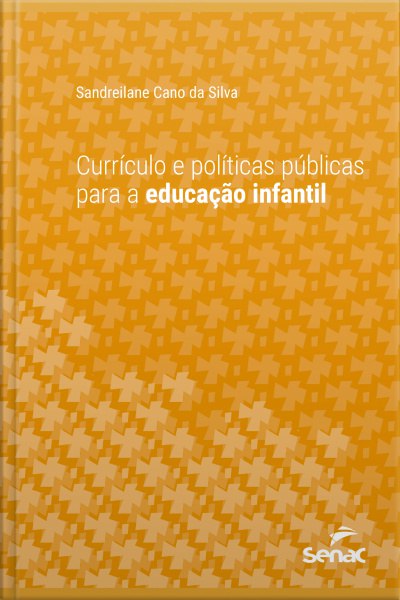 Sandreilane Cano da Silva
Currículo e políticas públicas
para a educação infantil
Senac